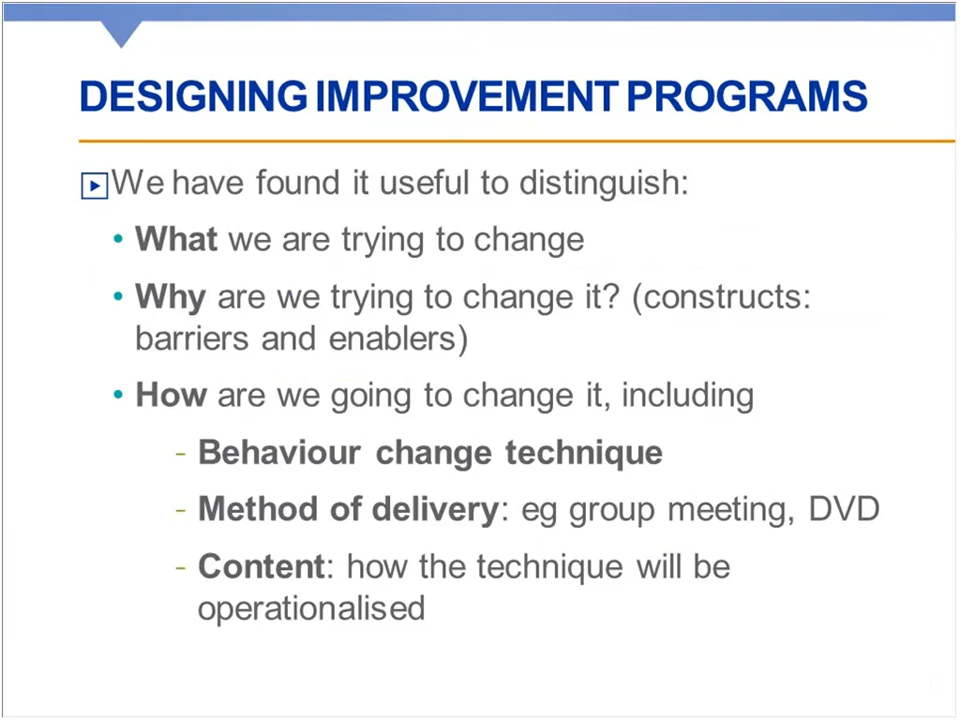 DESIGNING IMPROVEMENT PROGRAMS
We have found it useful to distinguish:
• What we are trying to change
• Why are we trying to change it? (constructs:
barriers and enablers)
• How are we going to change it, including
- Behaviour change technique
- Method of delivery: eg group meeting, DVD
- Content: how the technique will be
operationalised